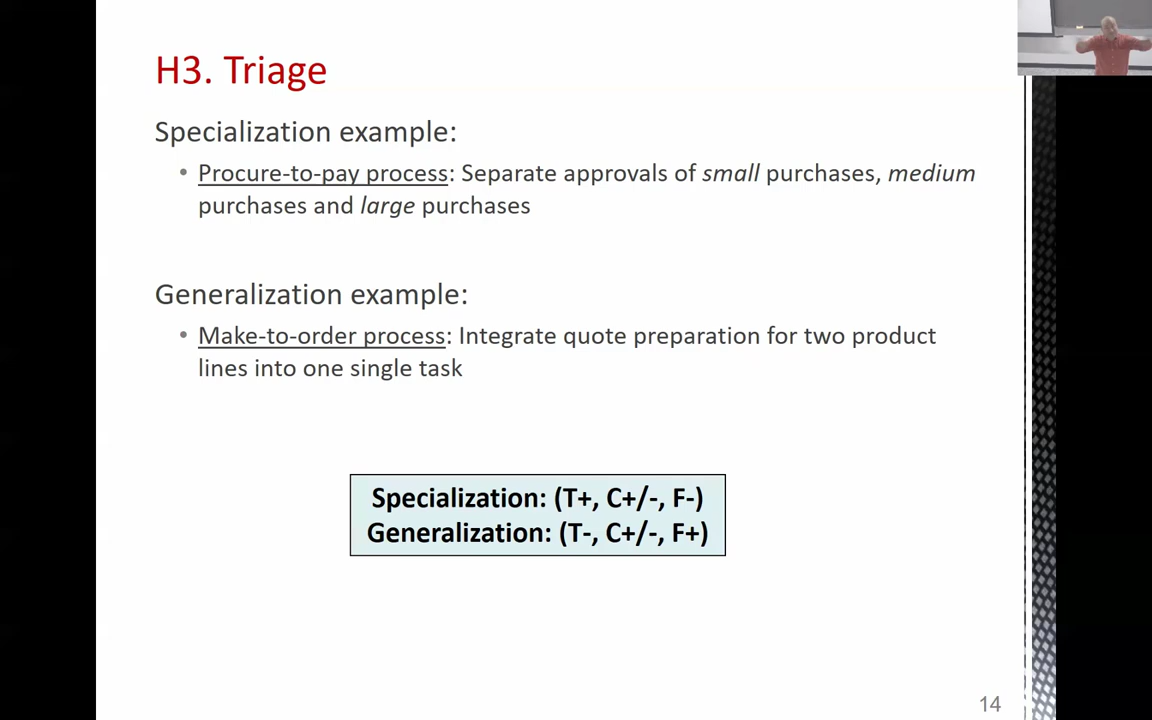 H3. Triage
Specialization example:
• Procure-to-pay process: Separate approvals of small purchases, medium
purchases and large purchases
Generalization example:
• Make-to-order process: Integrate quote preparation for two product
lines into one single task
Specialization: (T+, C+/-, F-)
Generalization: (T-, C+/-, F+)
14